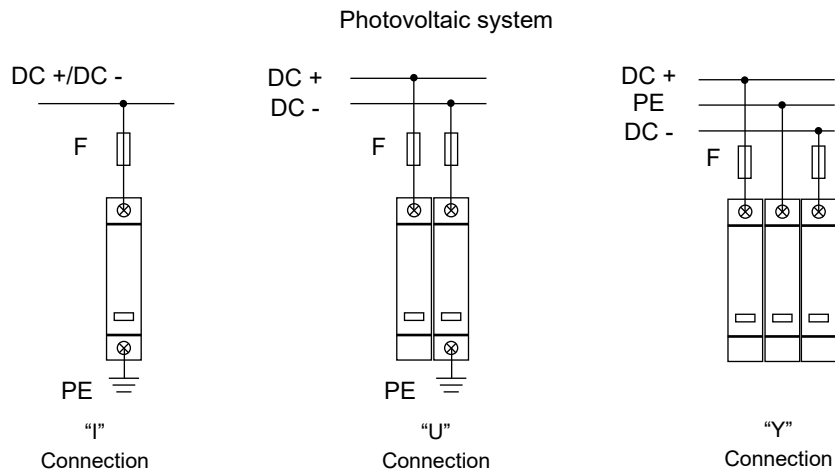 Photovoltaic system
DC +/DC -
F
PE
“I”
Connection
DC +
DC -
F
PE
“U”
Connection
DC +
PE
DC -
F
“Y”
Connection